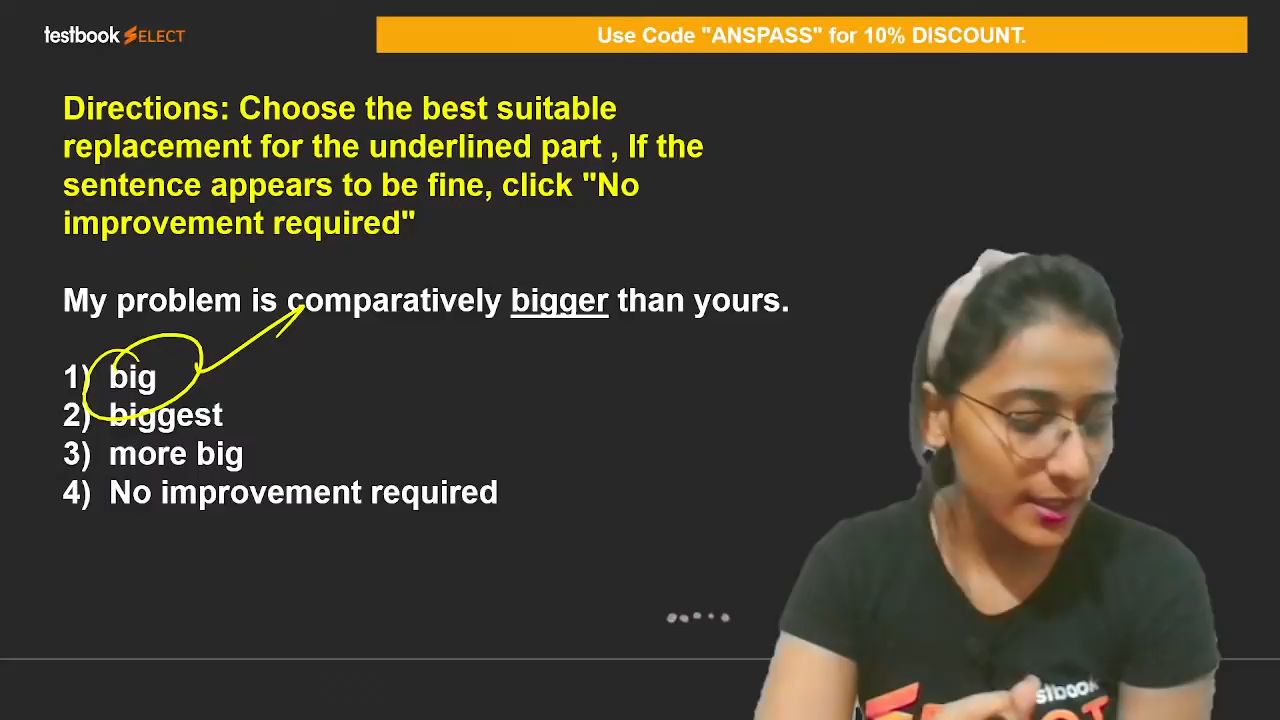 testbook SELECT
Use Code "ANSPASS" for 10% DISCOUNT.
Directions: Choose the best suitable
replacement for the underlined part , If the
sentence appears to be fine, click "No
improvement required"
My problem is comparatively bigger than yours.
1) big
2) biggest
3) more big
4) No improvement required